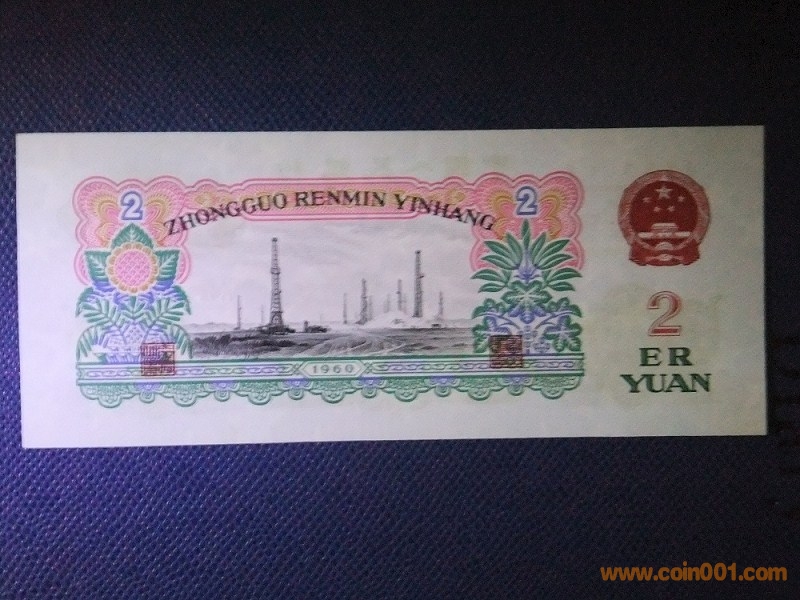 2
2
ZHONGGUO RENMIN YINHANG
1960
2
ER
YUAN
www.coin001.com